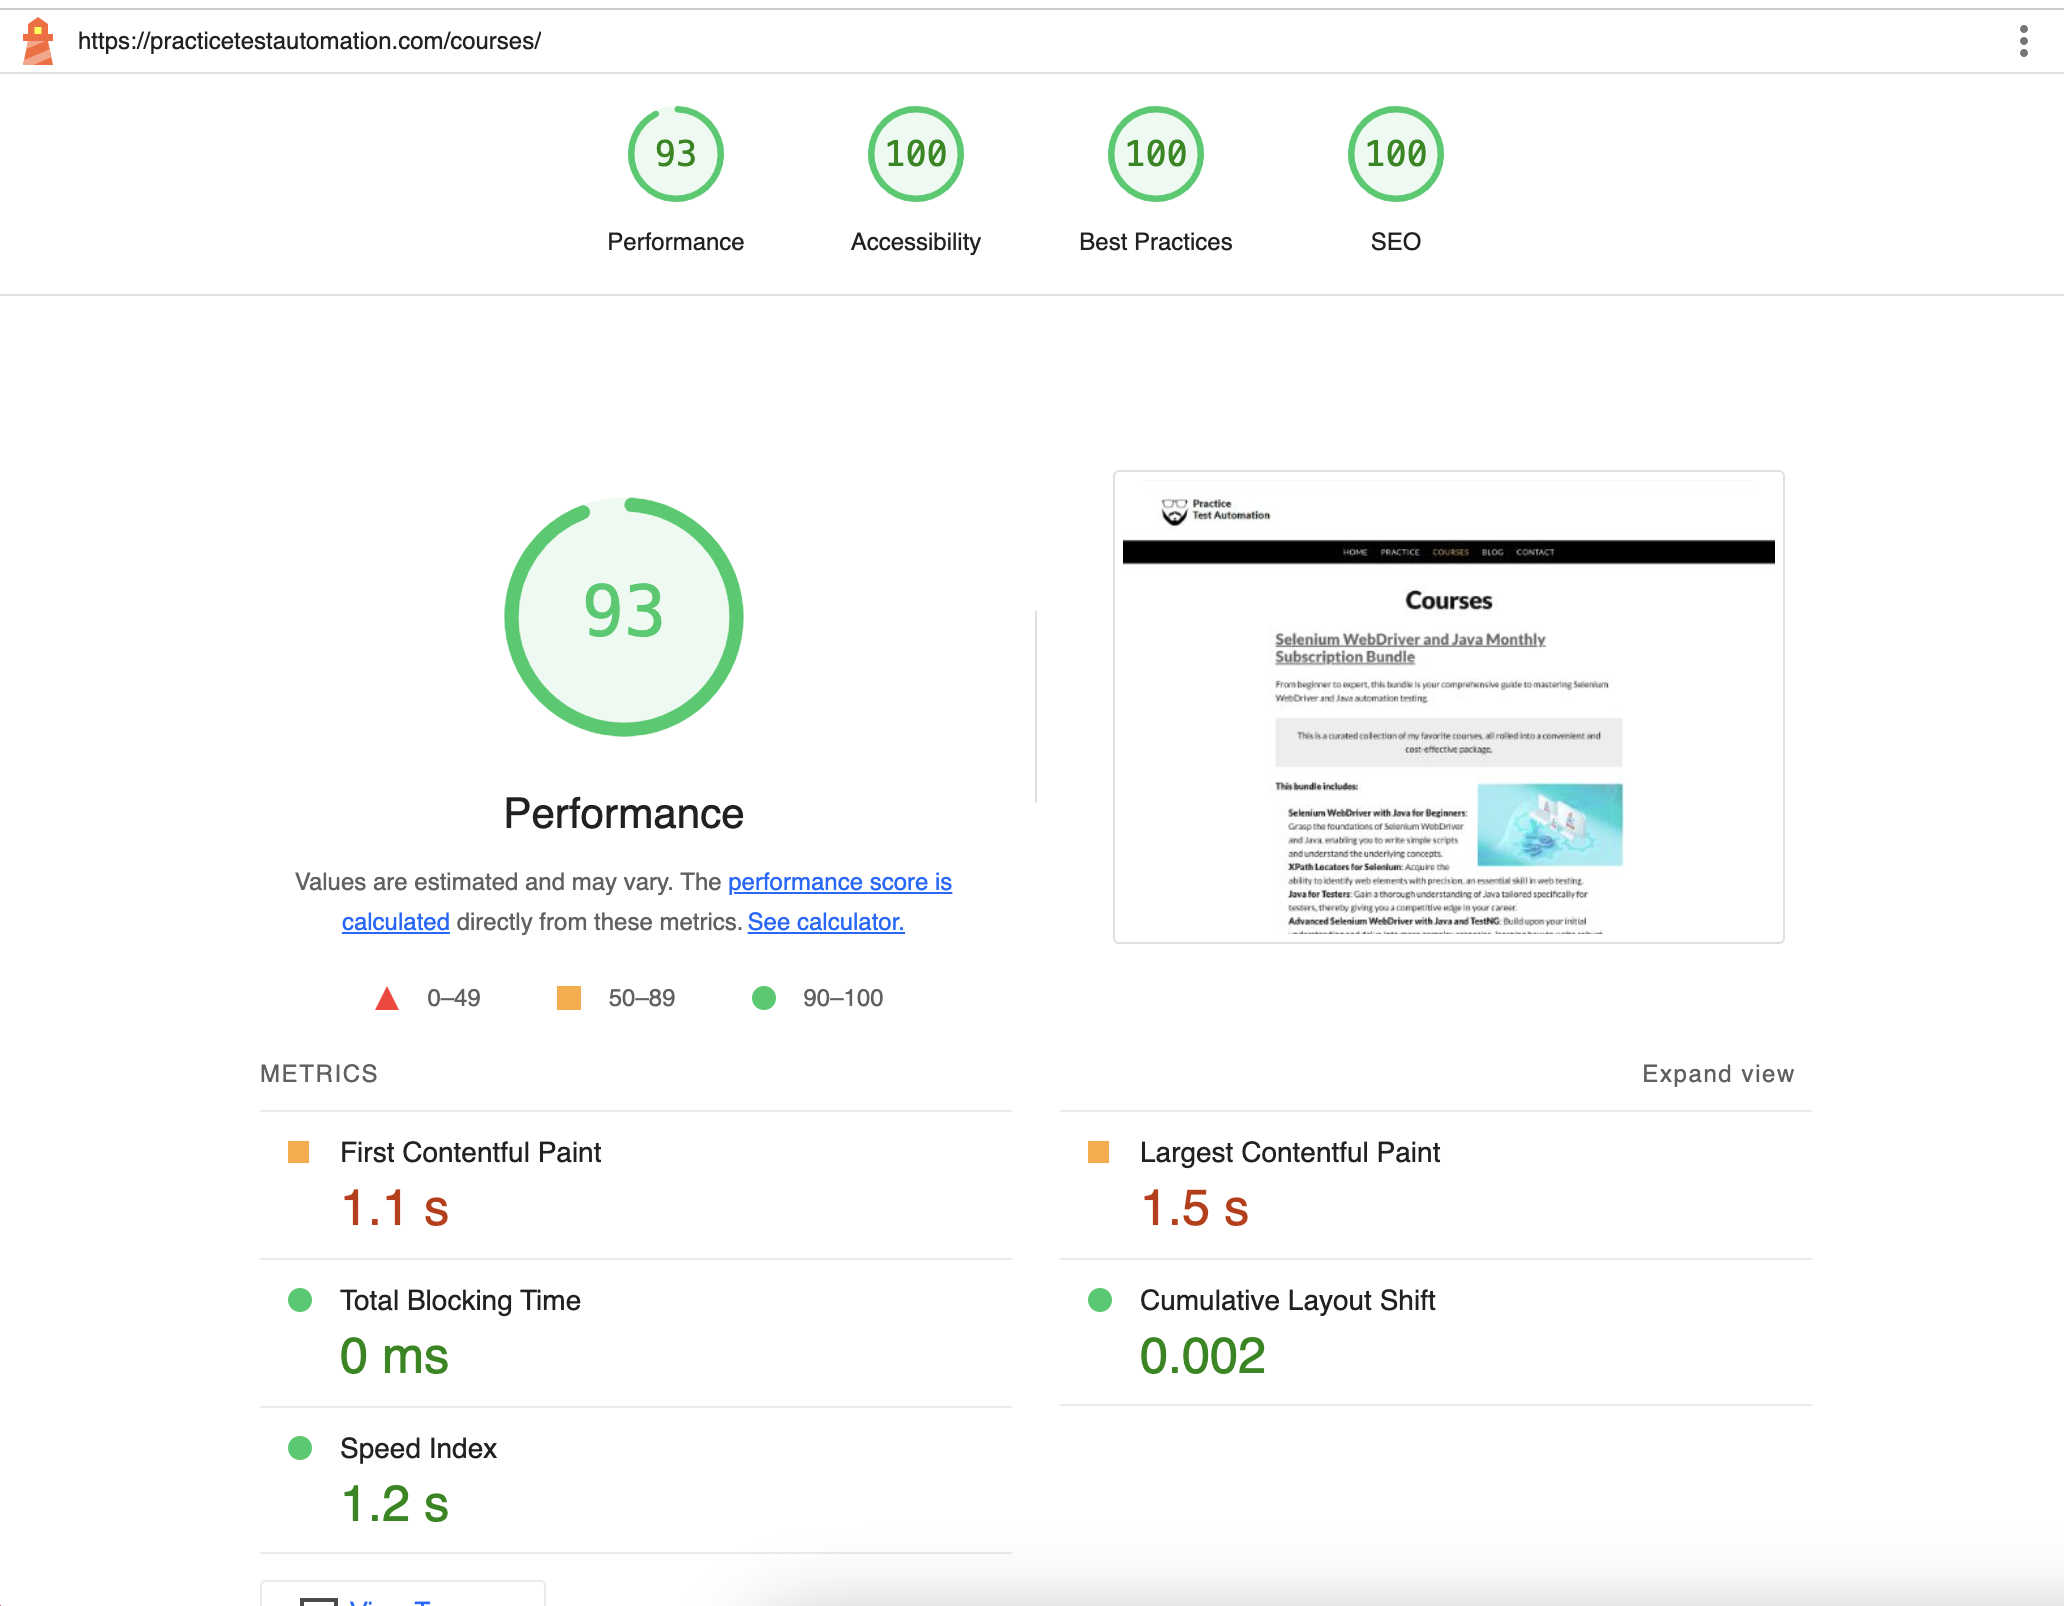 https://practicetestautomation.com/courses/
93
100
100
100
Performance
Accessibility
Best Practices
SEO
93
Performance
Values are estimated and may vary. The performance score is
calculated directly from these metrics. See calculator.
0–49
50–89
90–100
Practice
Test Automation
HOME PRACTICE COURSES BLOG CONTACT
Courses
Selenium WebDriver and Java Monthly
Subscription Bundle
From beginner to expert, this bundle is your comprehensive guide to mastering Selenium
WebDriver and Java automation testing.
This is a curated collection of my favorite courses, all rolled into a convenient and
cost-effective package.
This bundle includes:
Selenium WebDriver with Java for Beginners:
Grasp the foundations of Selenium WebDriver
and Java, enabling you to write simple scripts
and understand the underlying concepts.
XPath Locators for Selenium: Acquire the
ability to identify web elements with precision, an essential skill in web testing.
Java for Testers: Gain a thorough understanding of Java tailored specifically for
testers, thereby giving you a competitive edge in your career.
Advanced Selenium WebDriver with Java and TestNG: Build upon your initial
METRICS
Expand view
First Contentful Paint
1.1 s
Largest Contentful Paint
1.5 s
Total Blocking Time
0 ms
Cumulative Layout Shift
0.002
Speed Index
1.2 s